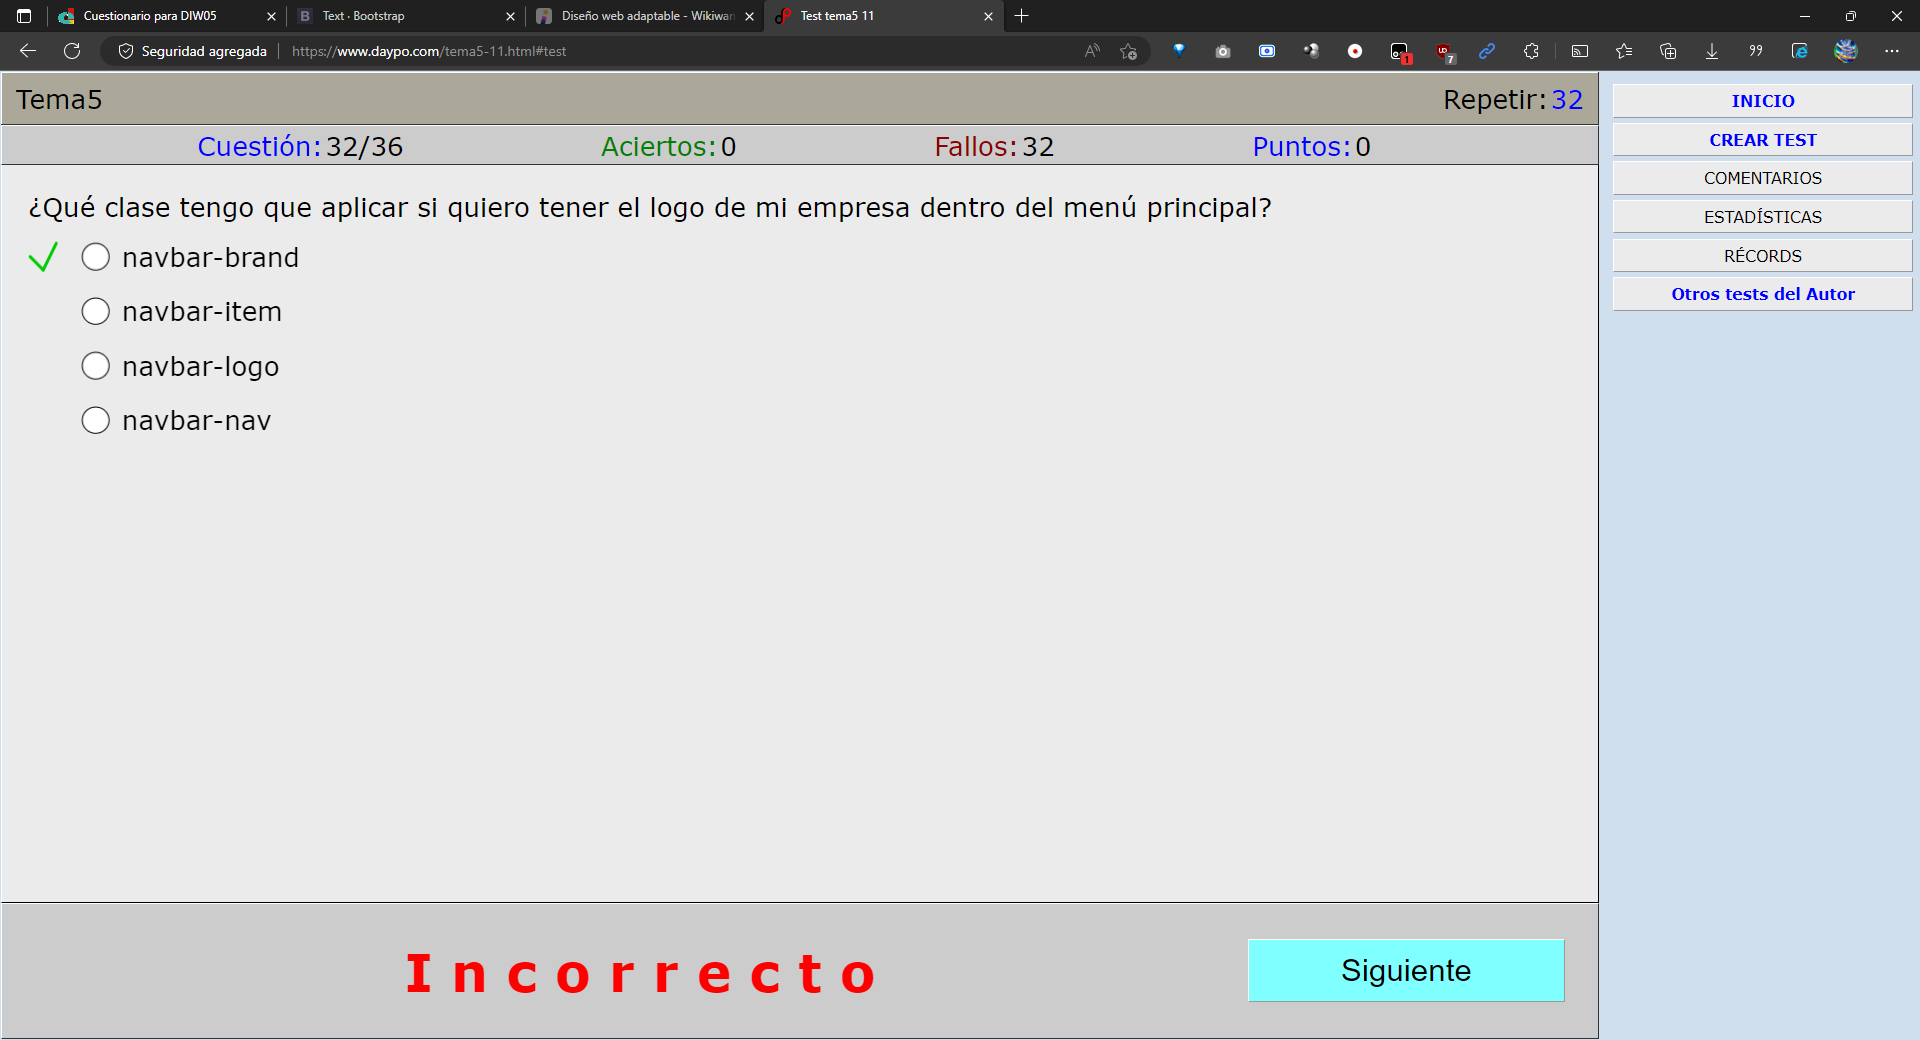 Cuestionario para DIW05
B Text · Bootstrap
Diseño web adaptable - Wikiwan
Test tema5 11
Seguridad agregada
https://www.daypo.com/tema5-11.html#test
1
7
Tema5
Repetir:32
Cuestión:32/36
Aciertos:0
Fallos:32
Puntos:0
¿Qué clase tengo que aplicar si quiero tener el logo de mi empresa dentro del menú principal?
navbar-brand
navbar-item
navbar-logo
navbar-nav
Incorrecto
Siguiente
INICIO
CREAR TEST
COMENTARIOS
ESTADÍSTICAS
RÉCORDS
Otros tests del Autor